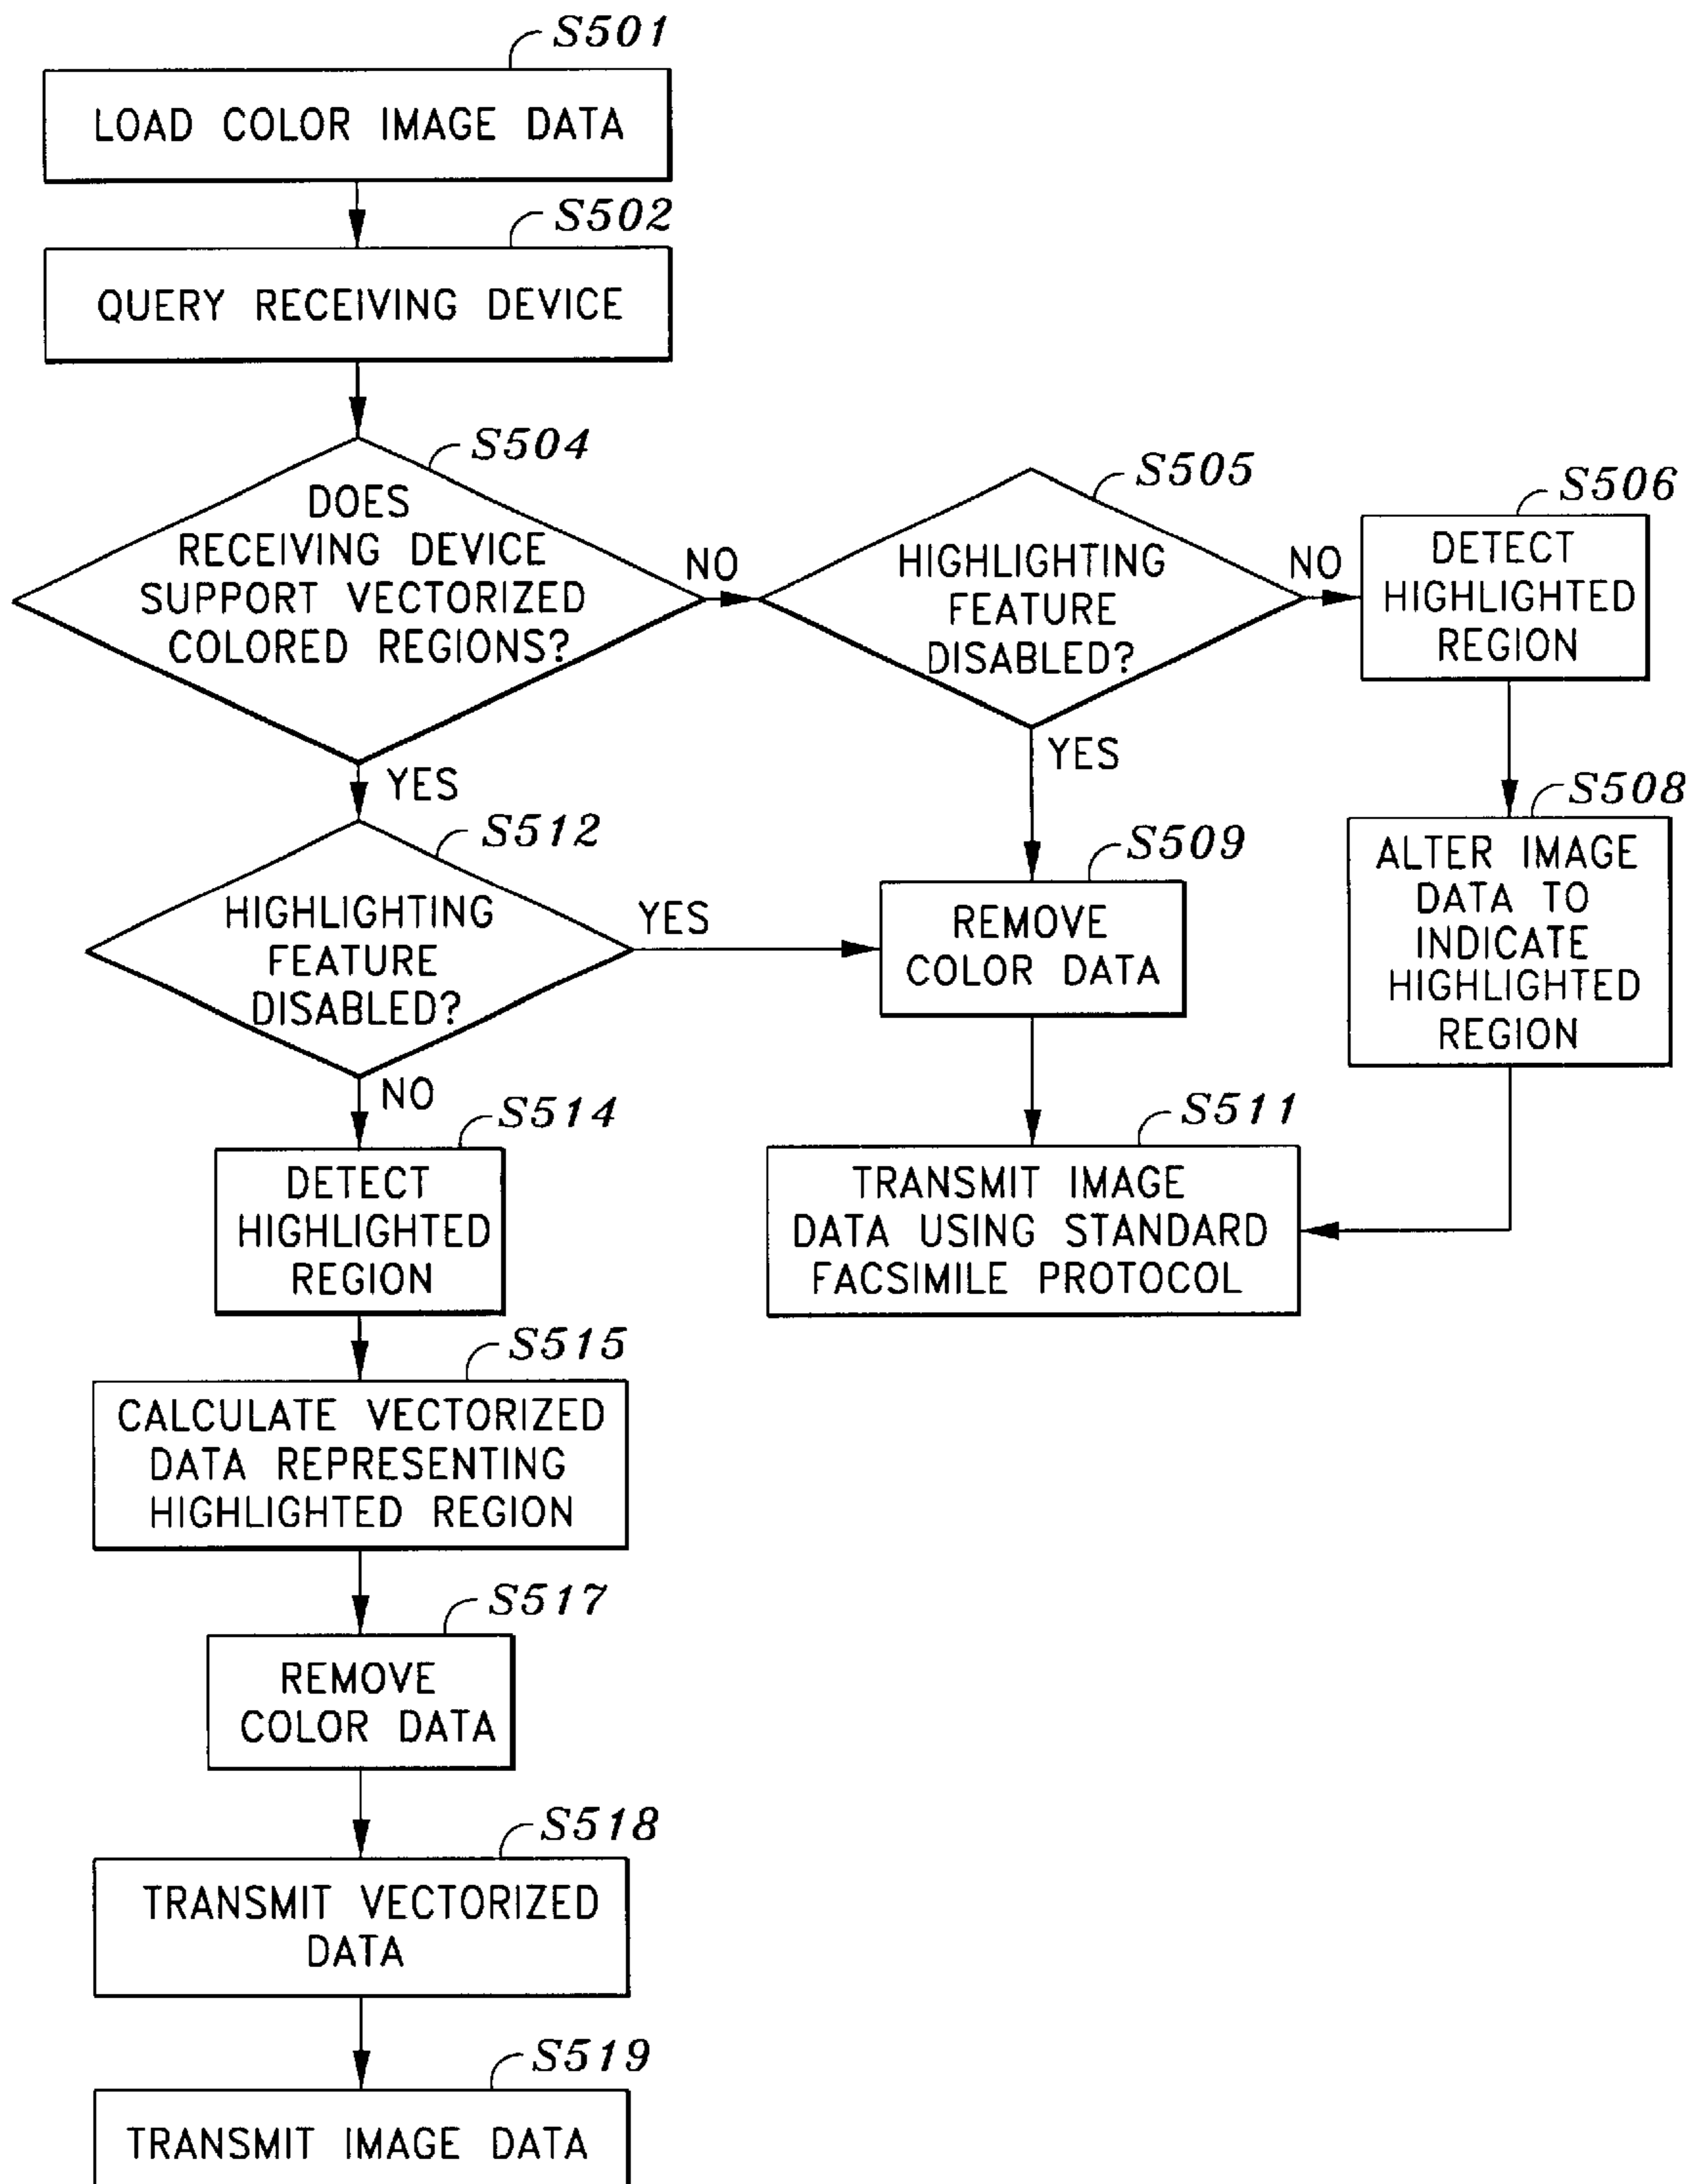 S501
LOAD COLOR IMAGE DATA
S502
QUERY RECEIVING DEVICE
S504
DOES
RECEIVING DEVICE
SUPPORT VECTORIZED
COLORED REGIONS?
NO
YES
S505
HIGHLIGHTING
FEATURE
DISABLED?
NO
YES
S506
DETECT
HIGHLIGHTED
REGION
S508
ALTER IMAGE
DATA TO
INDICATE
HIGHLIGHTED
REGION
S512
HIGHLIGHTING
FEATURE
DISABLED?
YES
NO
S509
REMOVE
COLOR DATA
S511
TRANSMIT IMAGE
DATA USING STANDARD
FACSIMILE PROTOCOL
S514
DETECT
HIGHLIGHTED
REGION
S515
CALCULATE VECTORIZED
DATA REPRESENTING
HIGHLIGHTED REGION
S517
REMOVE
COLOR DATA
S518
TRANSMIT VECTORIZED
DATA
S519
TRANSMIT IMAGE DATA